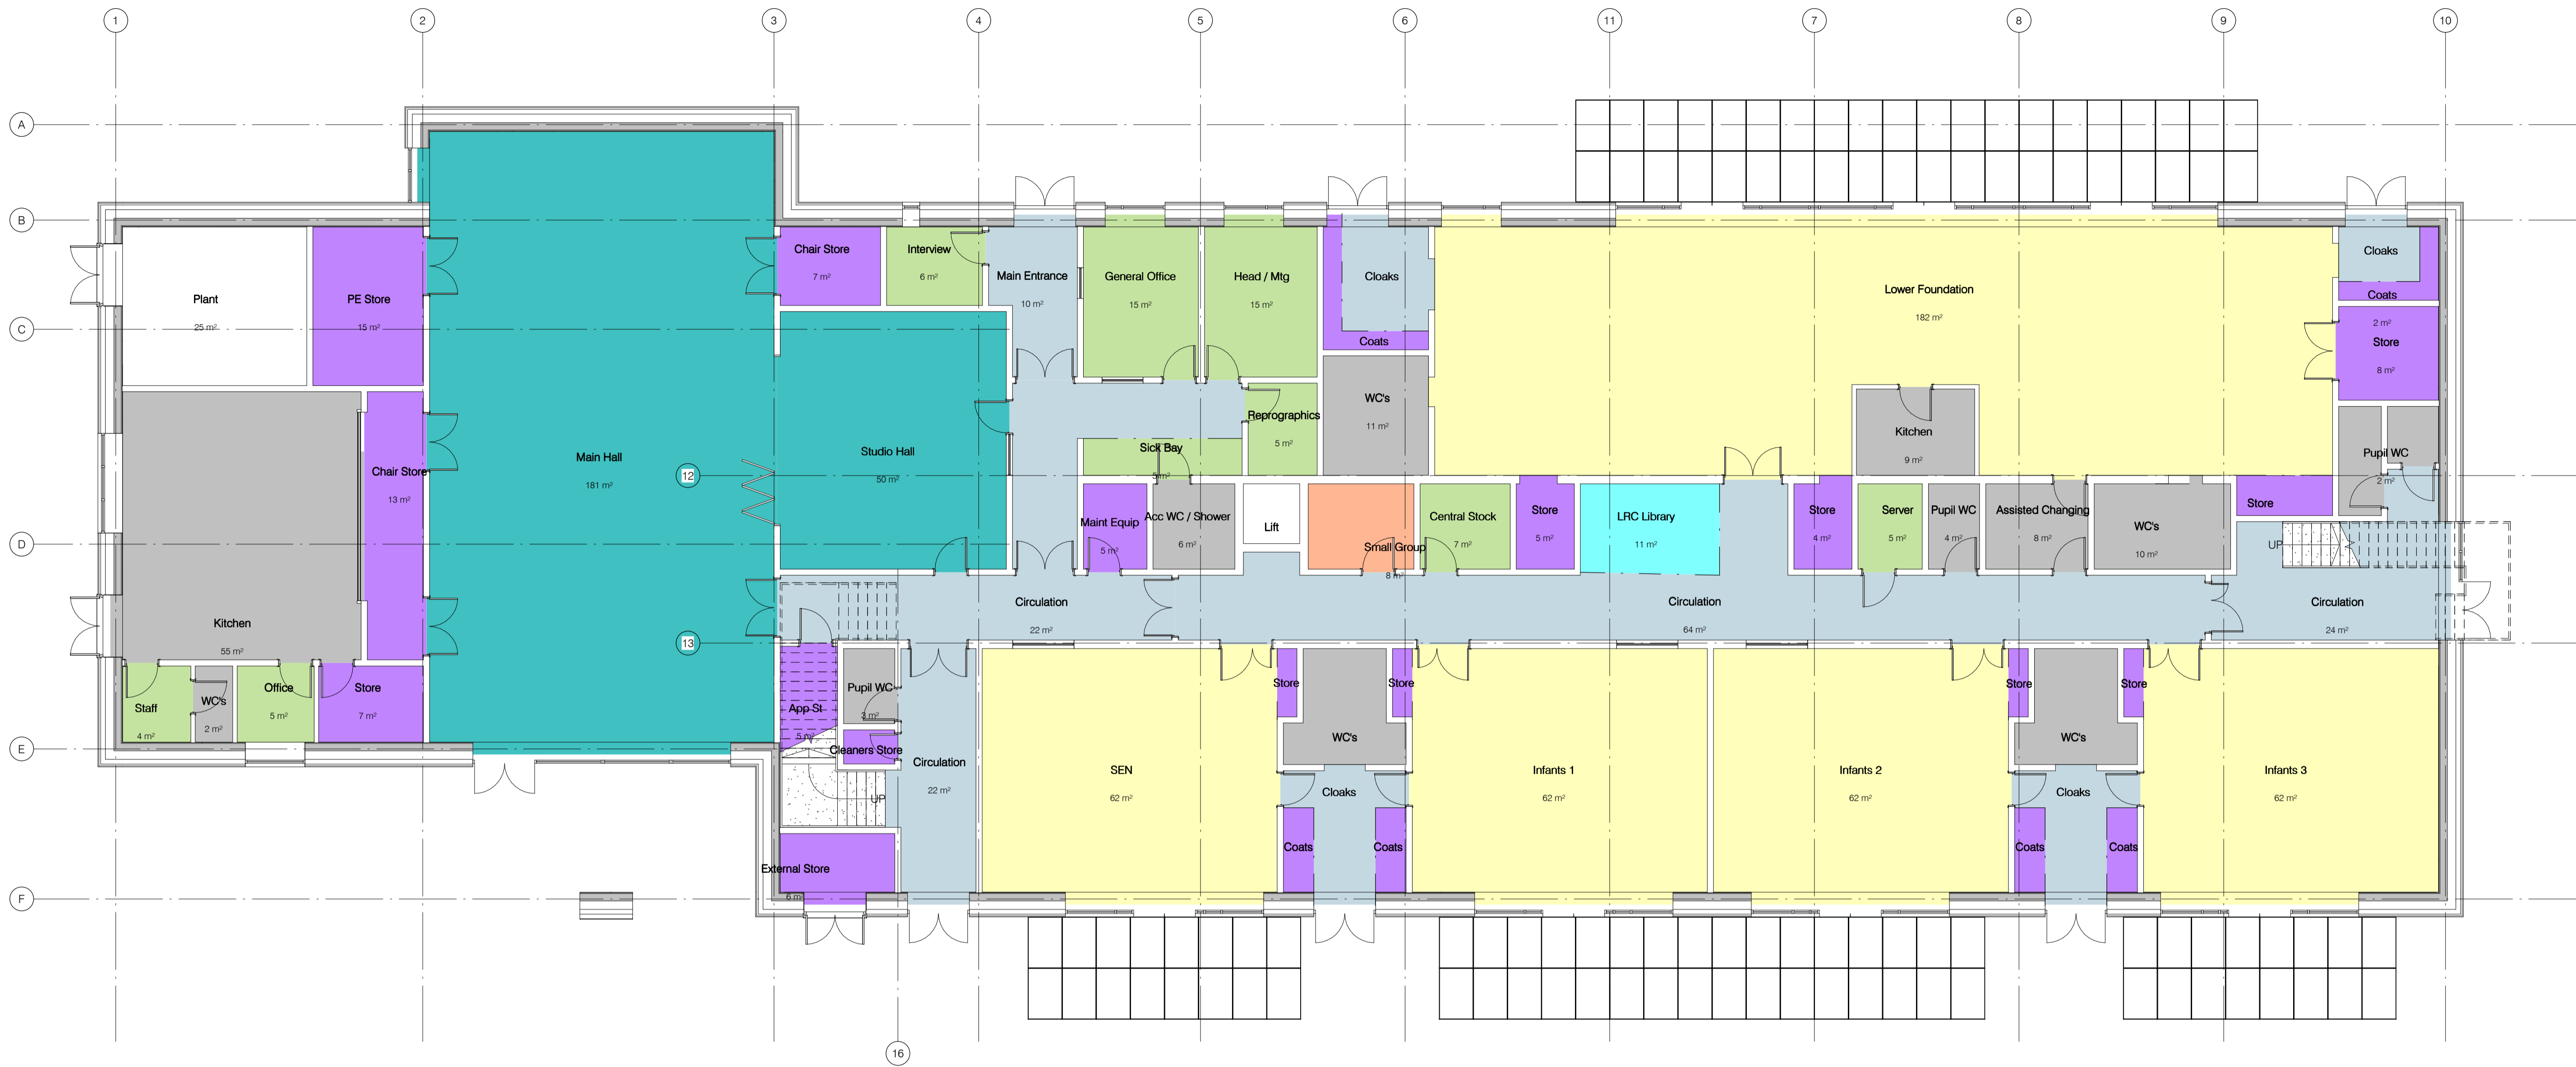 1 2 3 4 5 6 11 7 8 9 10
A
B
C
D
E
F
12
13
16
Plant
25 m²
PE Store
15 m²
Main Hall
181 m²
Chair Store
7 m²
Interview
6 m²
Main Entrance
10 m²
General Office
15 m²
Head / Mtg
15 m²
Cloaks
Coats
Lower Foundation
182 m²
Cloaks
Coats
2 m²
Store
8 m²
Kitchen
55 m²
Chair Store
13 m²
Studio Hall
50 m²
Sick Bay
5 m²
Reprographics
5 m²
WC's
11 m²
Kitchen
9 m²
Pupil WC
2 m²
Maint Equip
5 m²
Acc WC / Shower
6 m²
Lift
Small Group
8 m²
Central Stock
7 m²
Store
5 m²
LRC Library
11 m²
Store
4 m²
Server
5 m²
Pupil WC
4 m²
Assisted Changing
8 m²
WC's
10 m²
Store
UP
Circulation
22 m²
Circulation
64 m²
Circulation
24 m²
Staff
4 m²
WC's
2 m²
Office
5 m²
Store
7 m²
App St
5 m²
Pupil WC
3 m²
Cleaners Store
UP
External Store
6 m²
Circulation
22 m²
SEN
62 m²
Store
WC's
Store
Cloaks
Coats
Coats
Infants 1
62 m²
Infants 2
62 m²
Store
WC's
Store
Cloaks
Coats
Coats
Infants 3
62 m²